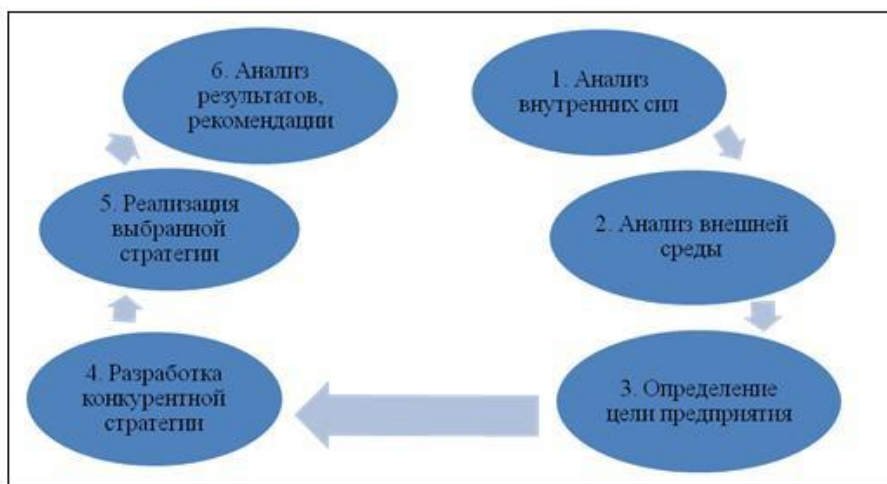 1. Анализ
внутренних сил
2. Анализ внешней
среды
3. Определение
цели предприятия
4. Разработка
конкурентной
стратегии
5. Реализация
выбранной
стратегии
6. Анализ
результатов,
рекомендации